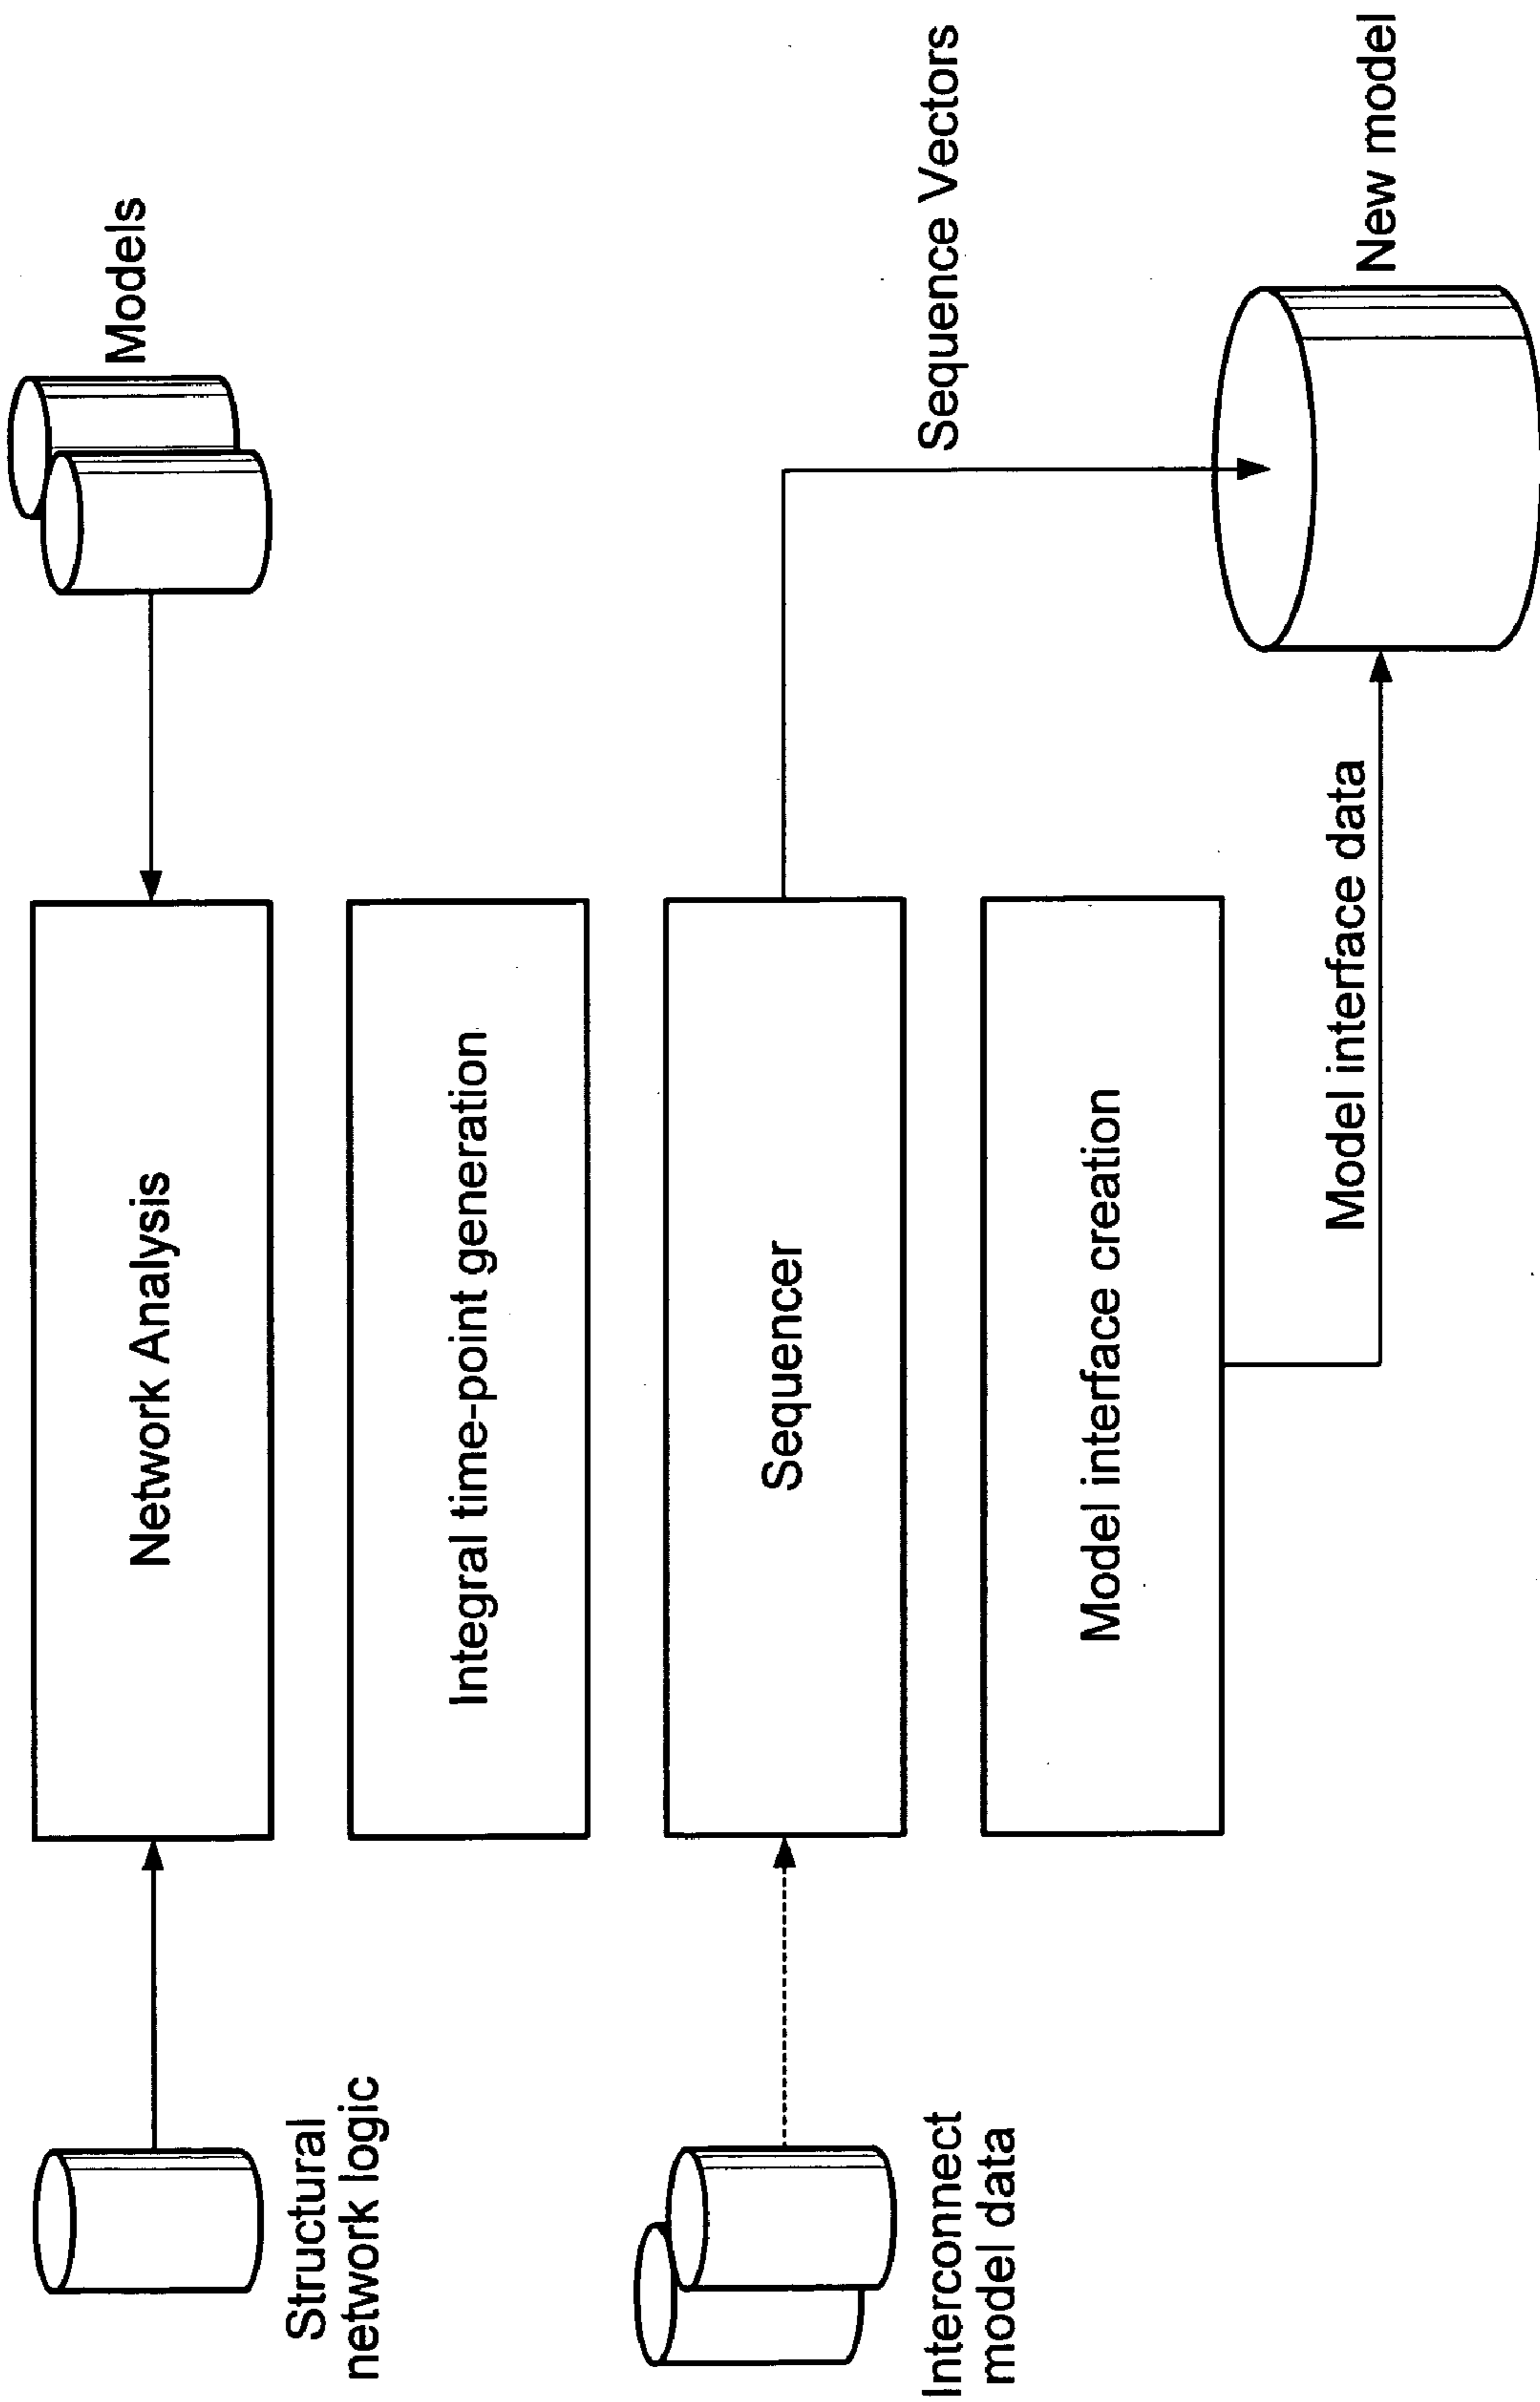 Models
Network Analysis
Structural
network logic
Integral time-point generation
Sequencer
Sequence Vectors
Interconnect
model data
Model interface creation
Model interface data
New model